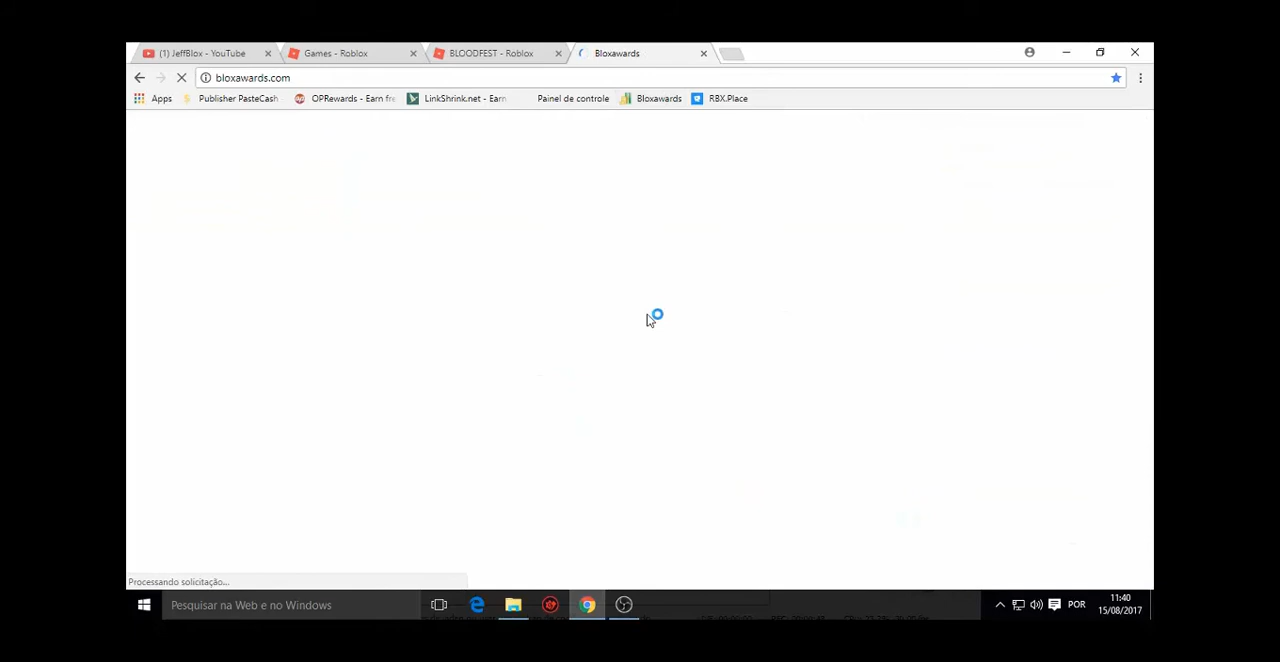 (1) JeffBlox - YouTube
Games - Roblox
BLOODFEST - Roblox
Bloxawards
bloxawards.com
Apps
Publisher PasteCash
OPRewards - Earn fre
LinkShrink.net - Earn
Painel de controle
Bloxawards
RBX.Place
Processando solicitação...
Pesquisar na Web e no Windows
POR
11:40
15/08/2017